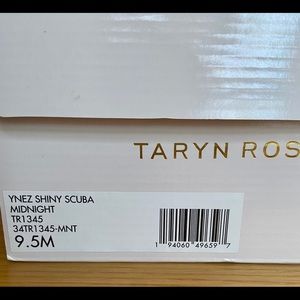 TARYN ROS
YNEZ SHINY SCUBA
MIDNIGHT
TR1345
34TR1345-MNT
9.5M
1 94060 49659 7